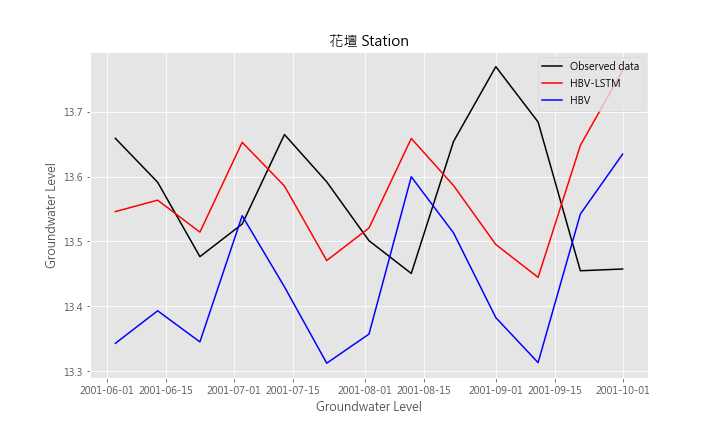 花壇 Station
Observed data
HBV-LSTM
HBV
13.7
13.6
13.5
13.4
13.3
Groundwater Level
2001-06-01 2001-06-15 2001-07-01 2001-07-15 2001-08-01 2001-08-15 2001-09-01 2001-09-15 2001-10-01
Groundwater Level